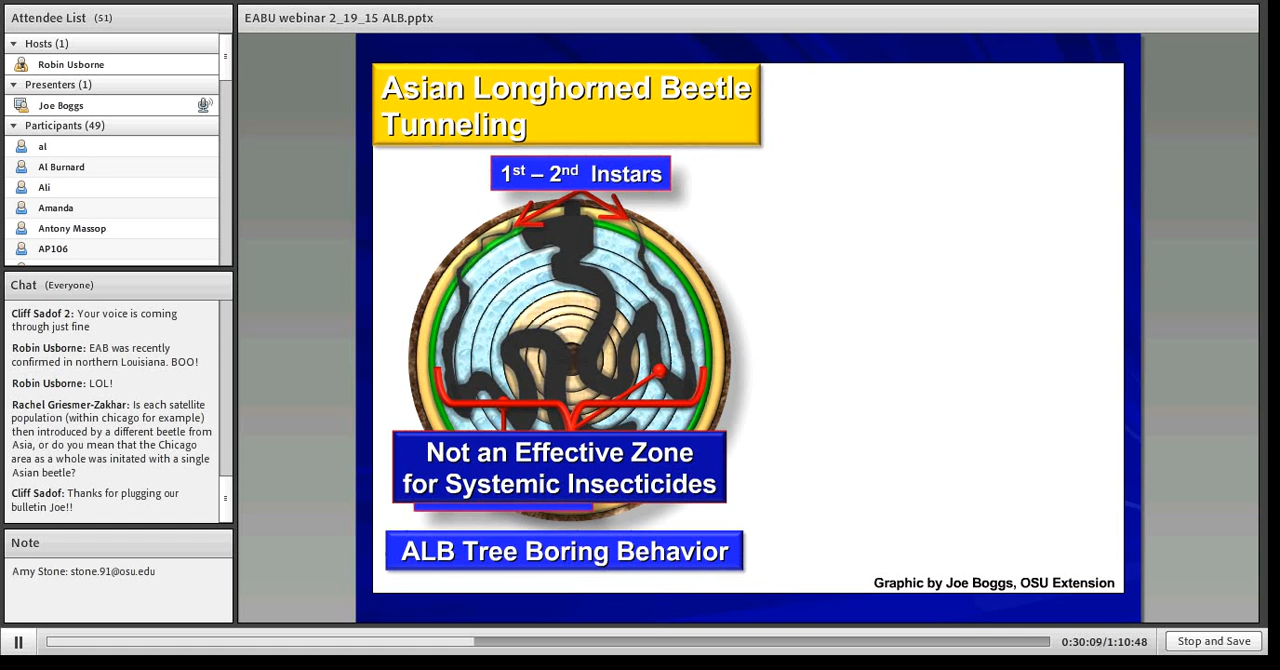 Attendee List (51)
Hosts (1)
Robin Usborne
Presenters (1)
Joe Boggs
Participants (49)
al
Al Burnard
Ali
Amanda
Antony Massop
AP106
Chat (Everyone)
Cliff Sadof 2: Your voice is coming
through just fine
Robin Usborne: EAB was recently
confirmed in northern Louisiana. BOO!
Robin Usborne: LOL!
Rachel Griesmer-Zakhar: Is each satellite
population (within chicago for example)
then introduced by a different beetle from
Asia, or do you mean that the Chicago
area as a whole was initated with a single
Asian beetle?
Cliff Sadof: Thanks for plugging our
bulletin Joe!!
Note
Amy Stone: stone.91@osu.edu
EABU webinar 2_19_15 ALB.pptx
Asian Longhorned Beetle
Tunneling
1st – 2nd Instars
Not an Effective Zone
for Systemic Insecticides
ALB Tree Boring Behavior
Graphic by Joe Boggs, OSU Extension
0:30:09/1:10:48
Stop and Save